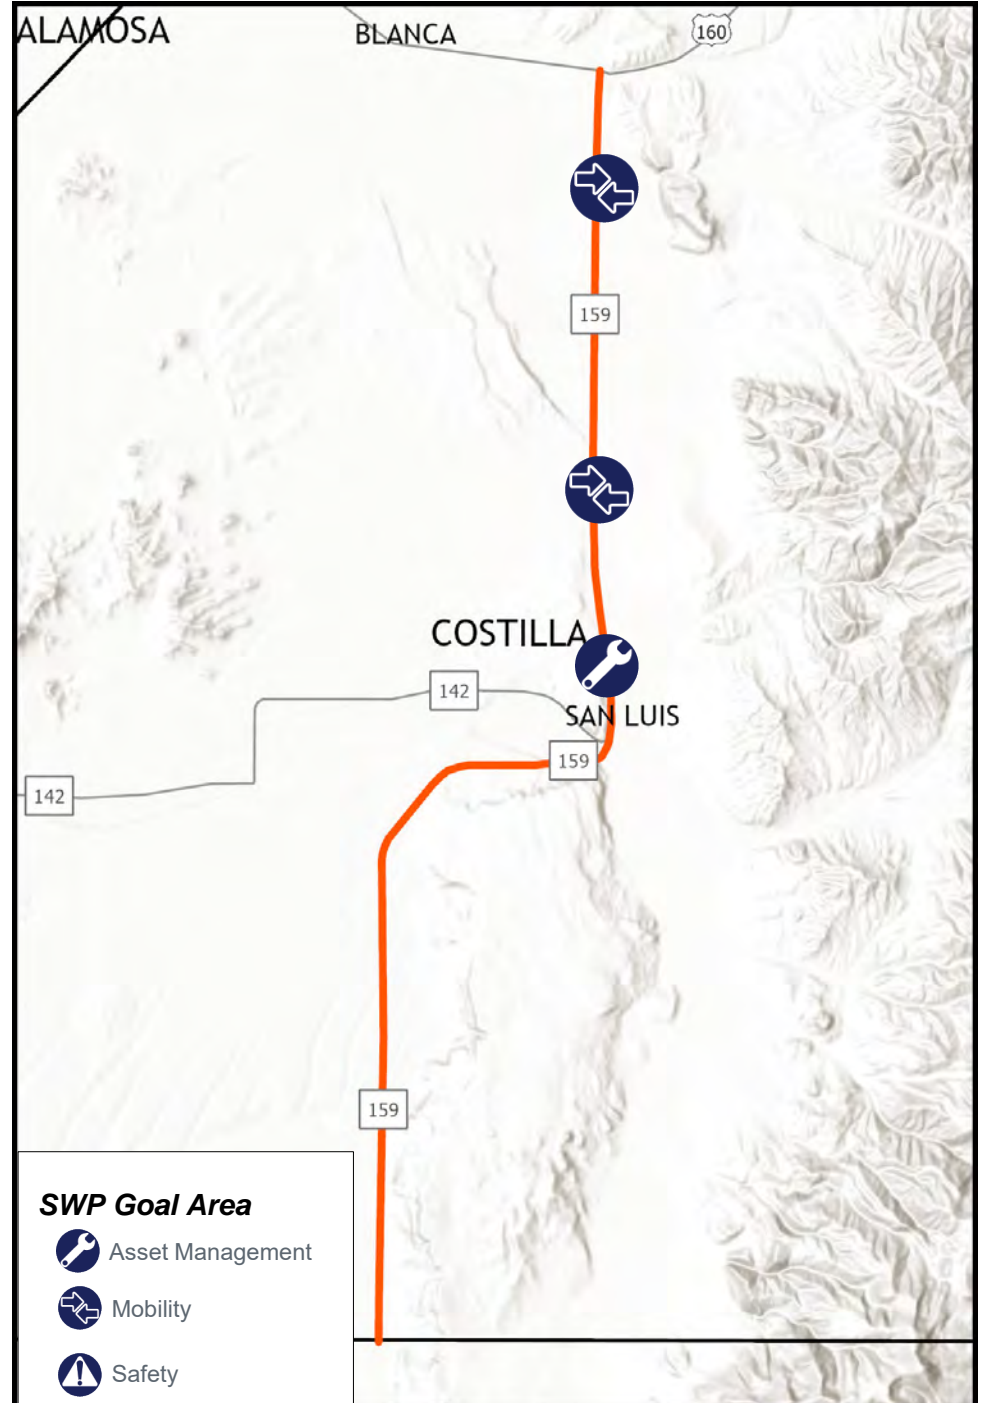 ALAMOSA
BLANCA
160
159
COSTILLA
142
SAN LUIS
159
142
159
SWP Goal Area
Asset Management
Mobility
Safety